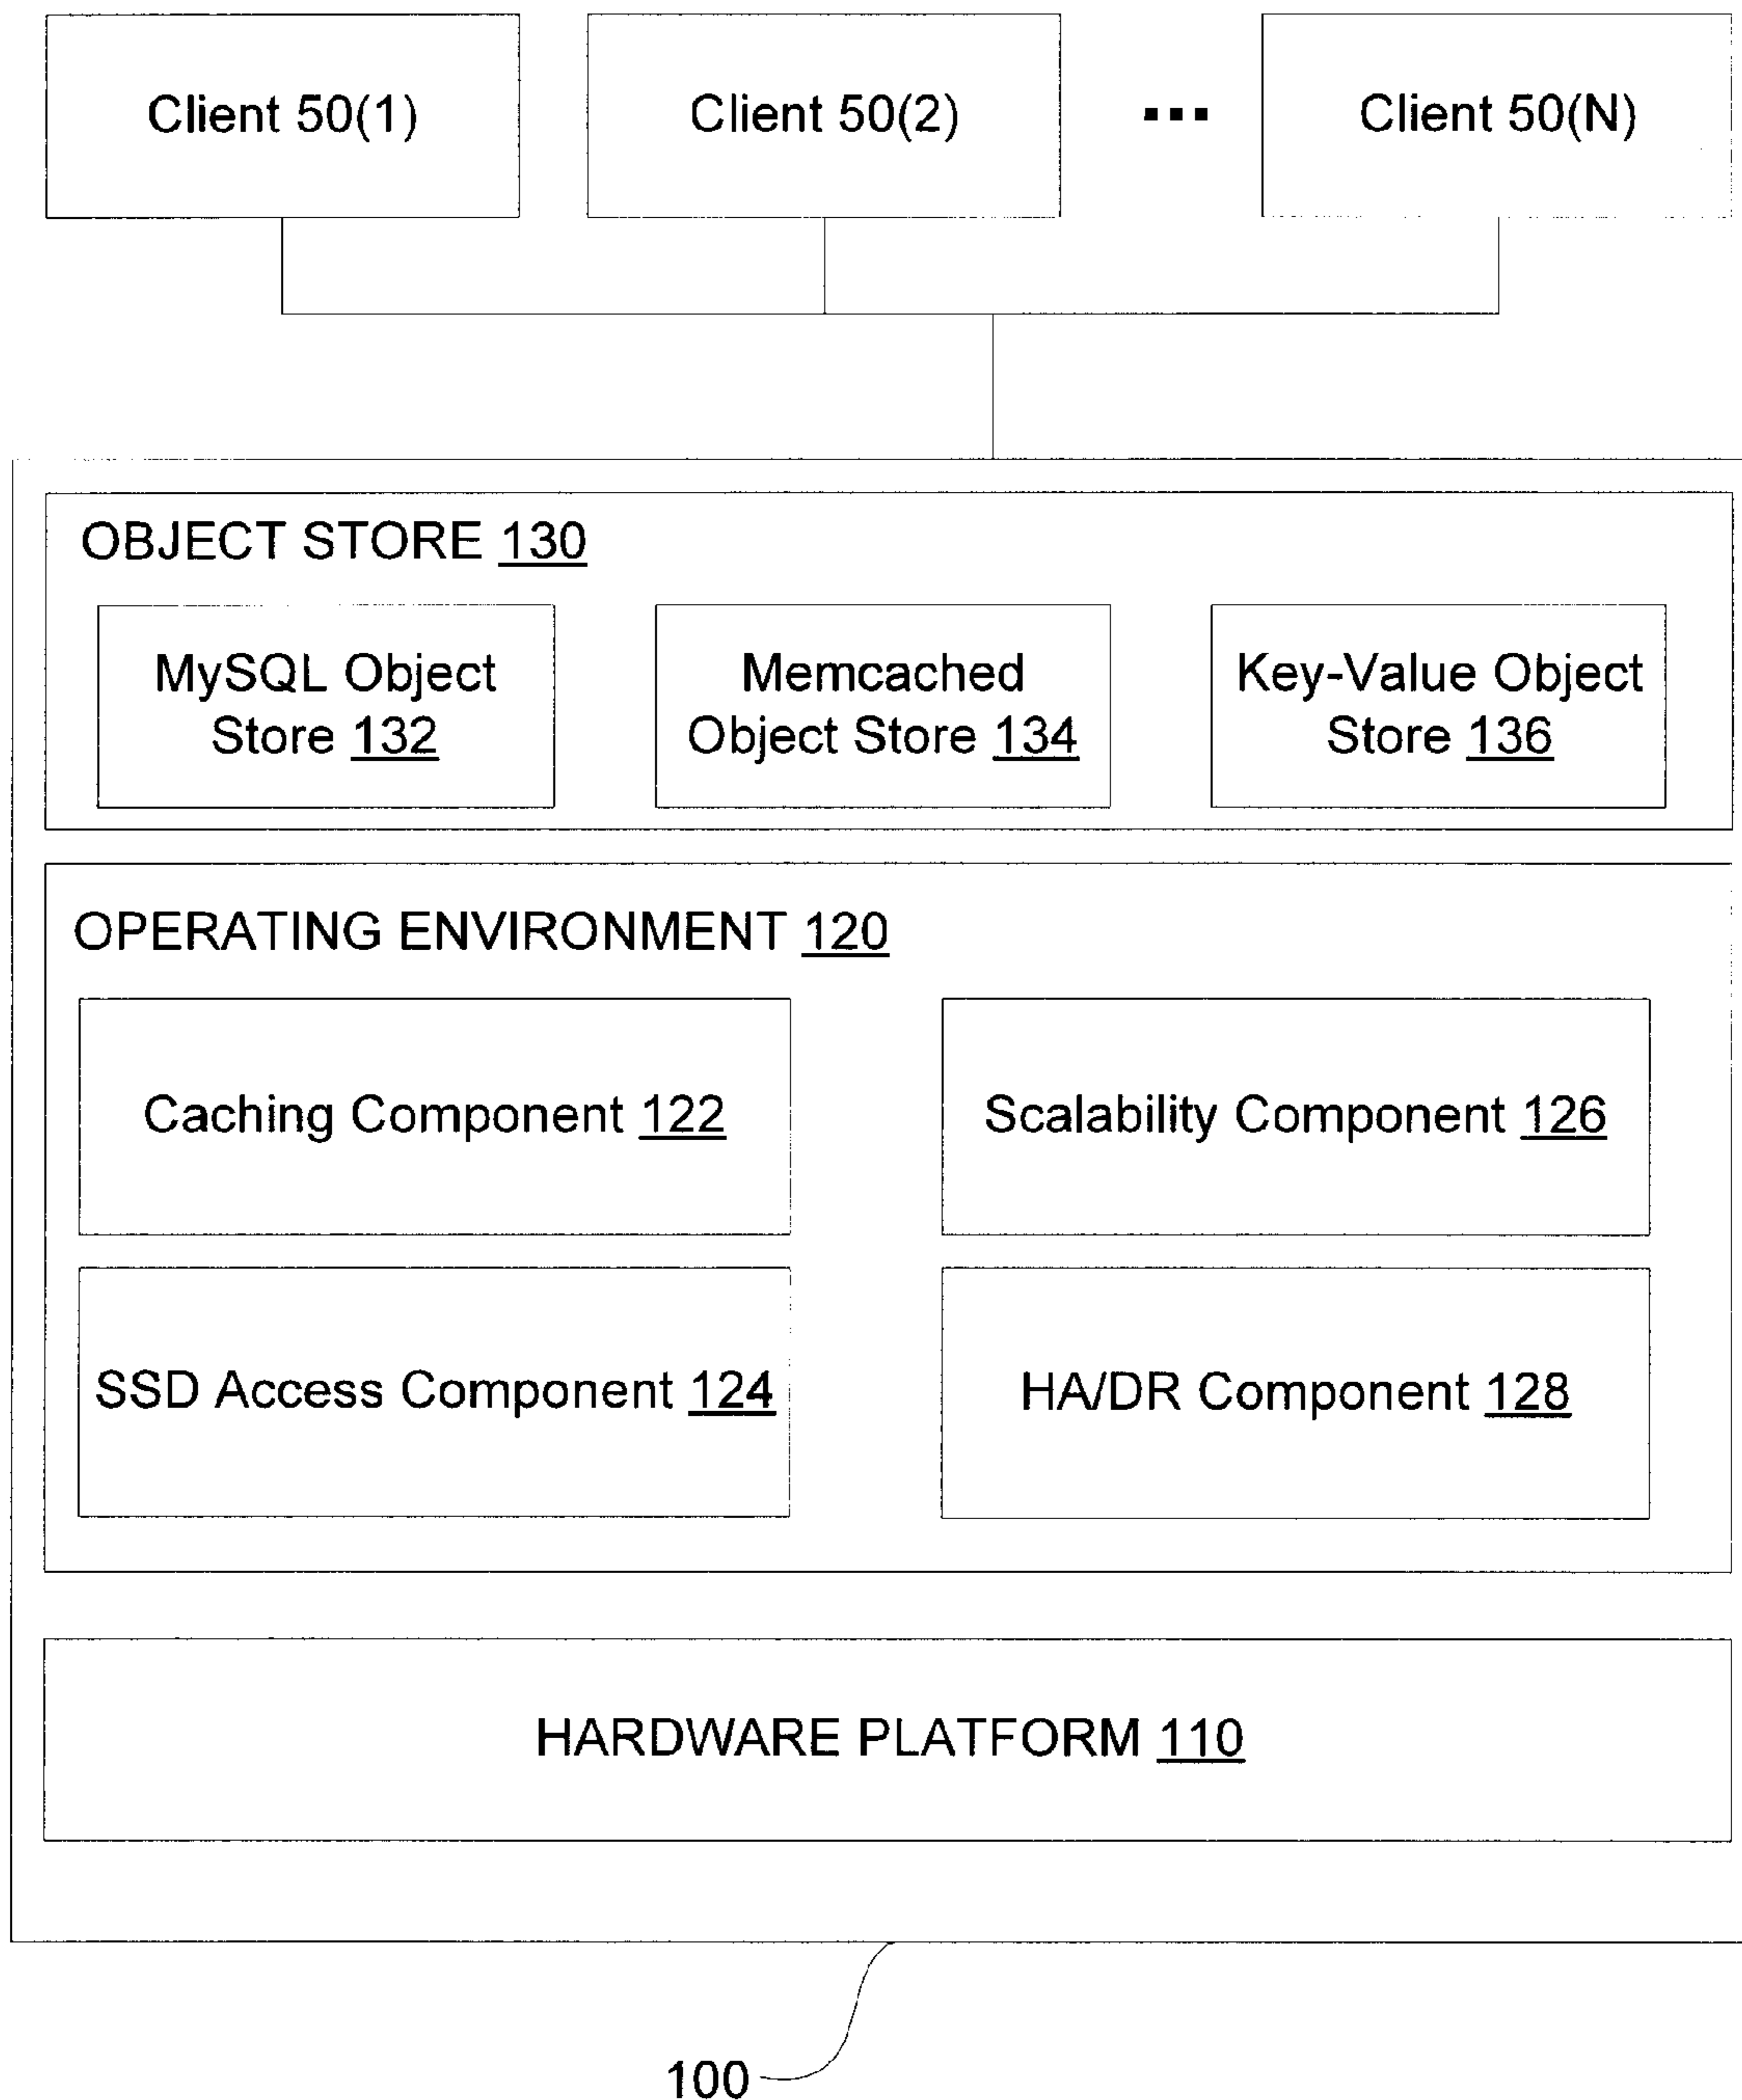 Client 50(1)
Client 50(2)
...
Client 50(N)
OBJECT STORE 130
MySQL Object
Store 132
Memcached
Object Store 134
Key-Value Object
Store 136
OPERATING ENVIRONMENT 120
Caching Component 122
Scalability Component 126
SSD Access Component 124
HA/DR Component 128
HARDWARE PLATFORM 110
100